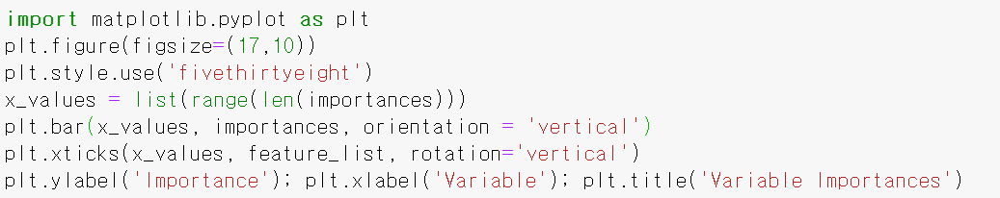 import matplotlib.pyplot as plt
plt.figure(figsize=(17,10))
plt.style.use('fivethirtyeight')
x_values = list(range(len(importances)))
plt.bar(x_values, importances, orientation = 'vertical')
plt.xticks(x_values, feature_list, rotation='vertical')
plt.ylabel('Importance'); plt.xlabel('Variable'); plt.title('Variable Importances')